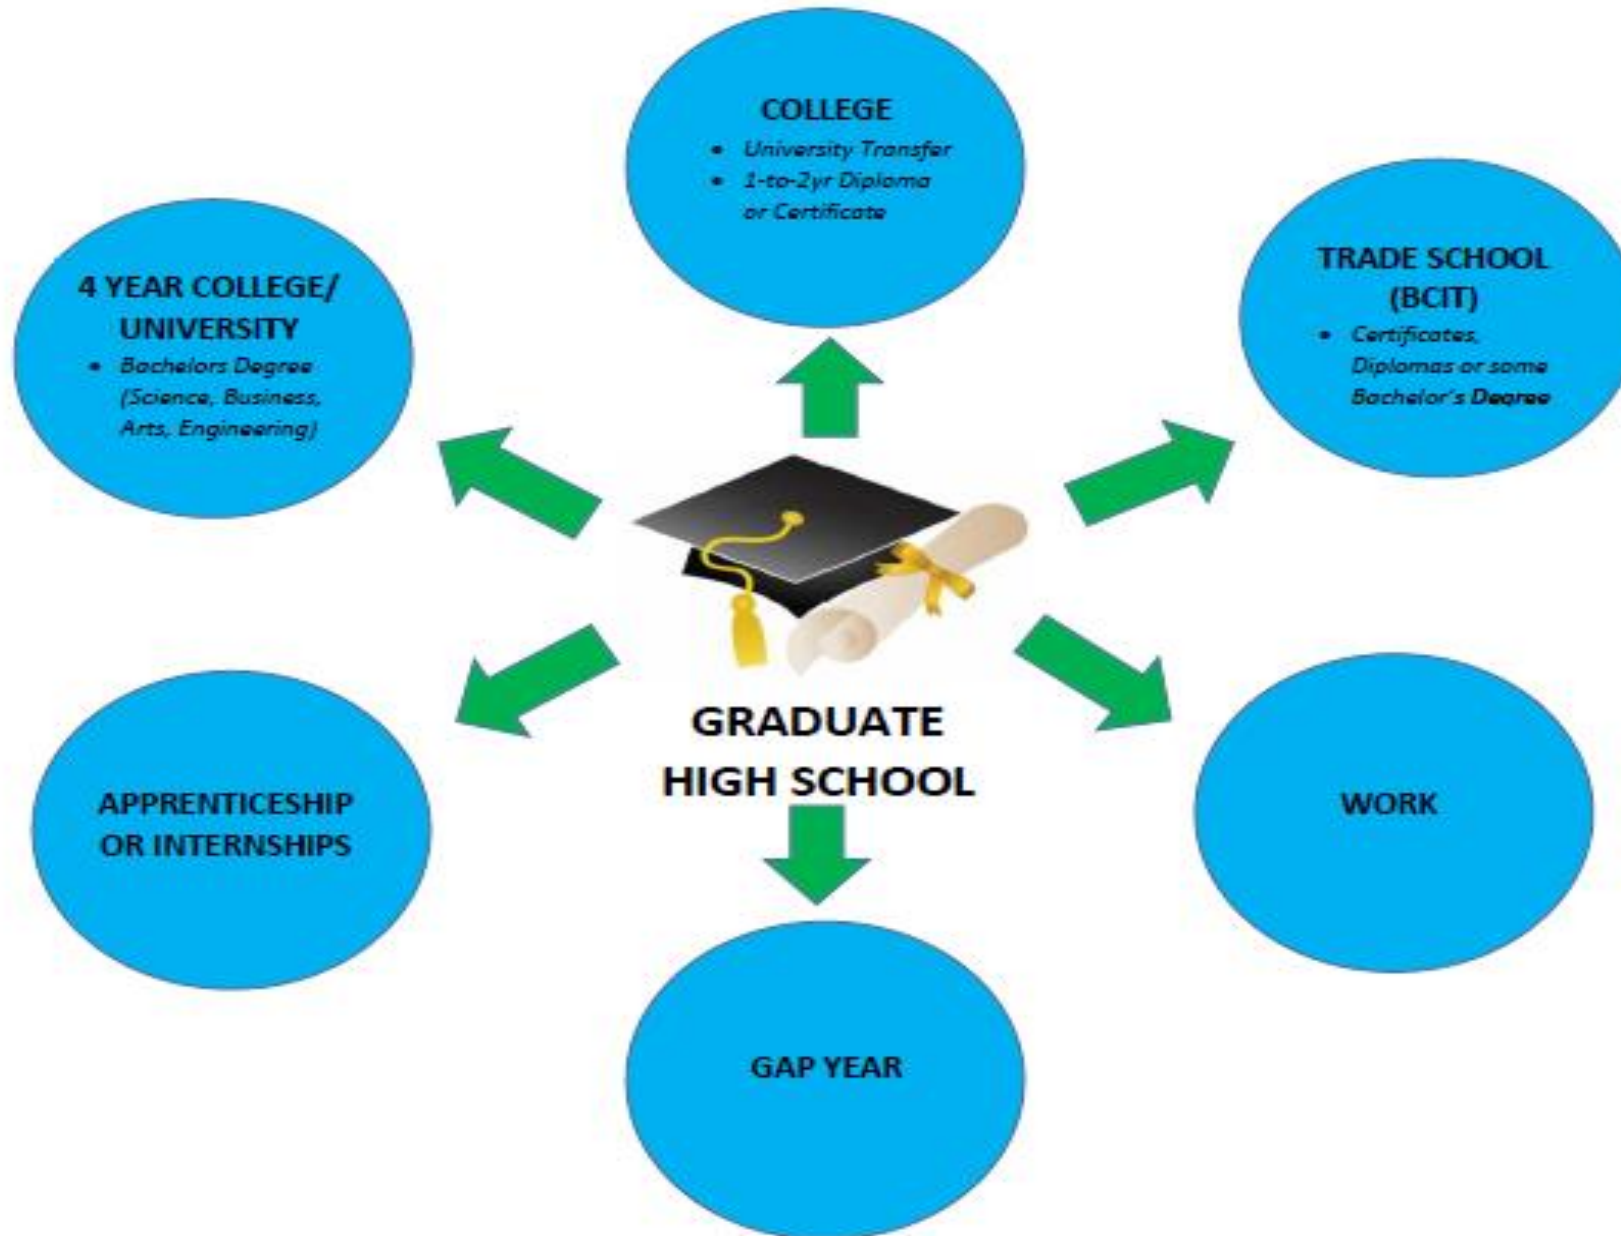 COLLEGE
• University Transfer
• 1-to-2yr Diploma
or Certificate
TRADE SCHOOL
(BCIT)
• Certificates,
Diplomas or some
Bachelor's Degree
4 YEAR COLLEGE/
UNIVERSITY
• Bachelors Degree
(Science, Business,
Arts, Engineering)
GRADUATE
HIGH SCHOOL
APPRENTICESHIP
OR INTERNSHIPS
WORK
GAP YEAR